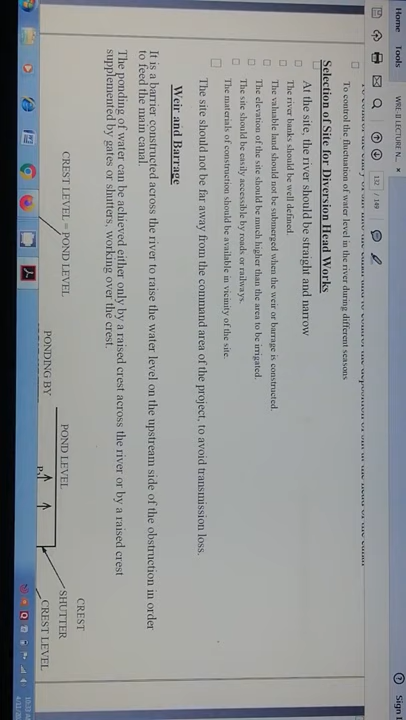 Home Tools WRE-II LECTURE N... × Sign
132 / 149
To control the fluctuation of water level in the river during different seasons
Selection of Site for Diversion Head Works
At the site, the river should be straight and narrow
The river banks should be well defined.
The valuable land should not be submerged when the weir or barrage is constructed.
The elevation of the site should be much higher than the area to be irrigated.
The site should be easily accessible by roads or railways.
The materials of construction should be available in vicinity of the site.
The site should not be far away from the command area of the project, to avoid transmission loss.
Weir and Barrage
It is a barrier constructed across the river to raise the water level on the upstream side of the obstruction in order
to feed the main canal.
The ponding of water can be achieved either only by a raised crest across the river or by a raised crest
supplemented by gates or shutters, working over the crest.
CREST
CREST LEVEL = POND LEVEL
POND LEVEL
SHUTTER
PONDING BY
CREST LEVEL